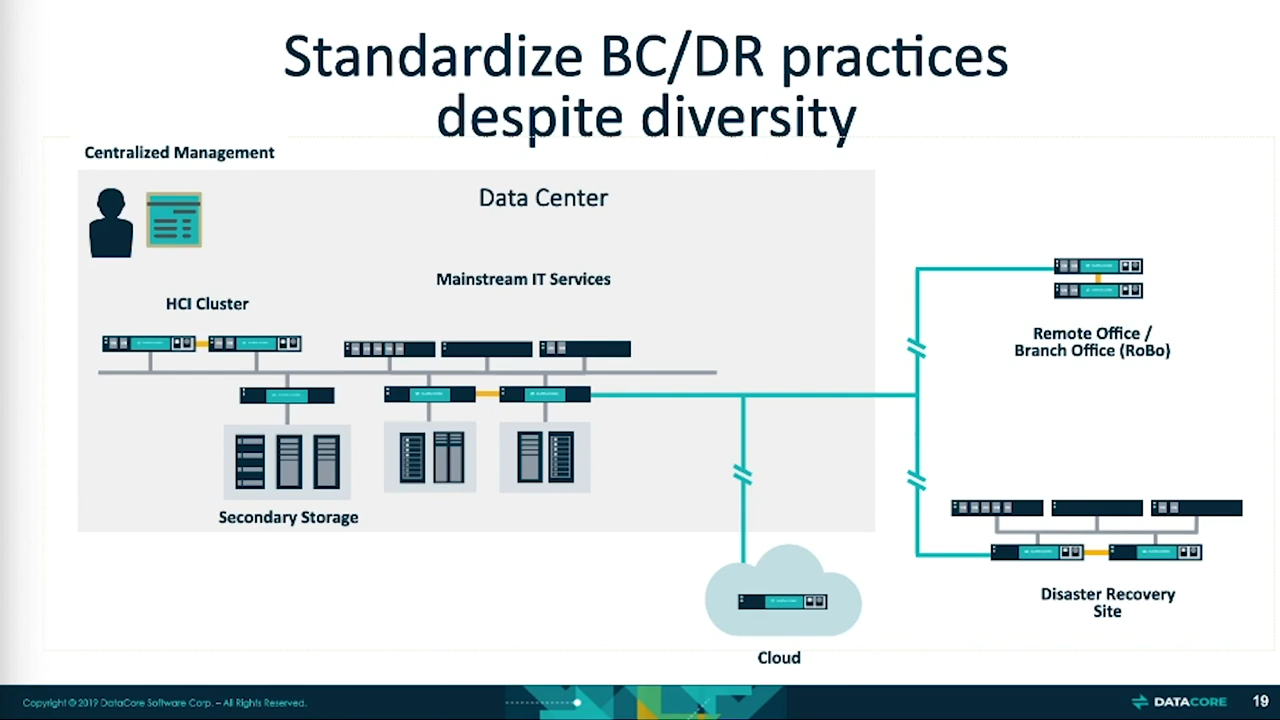 Standardize BC/DR practices
despite diversity
Centralized Management
Data Center
Mainstream IT Services
HCI Cluster
Remote Office /
Branch Office (RoBo)
Secondary Storage
Disaster Recovery
Site
Cloud
Copyright © 2019 DataCore Software Corp. – All Rights Reserved.
DATACORE
19